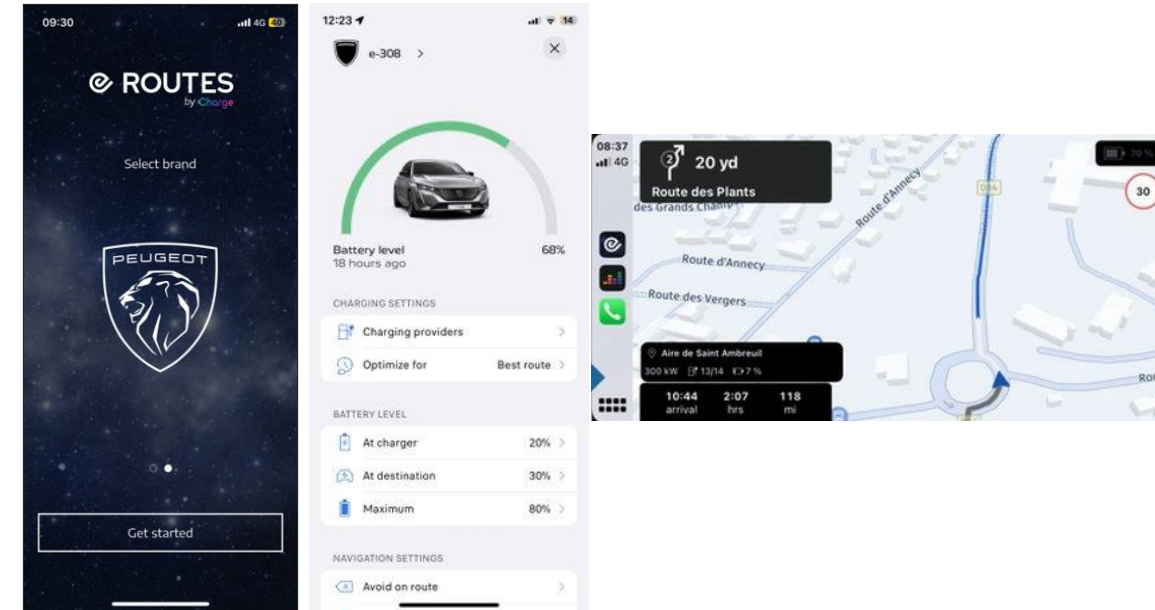 09:30
4G 40
ROUTES
by Charge
Select brand
PEUGEOT
Get started
12:23
14
e-308
Battery level
68%
18 hours ago
CHARGING SETTINGS
Charging providers
Optimize for Best route
BATTERY LEVEL
At charger 20%
At destination 30%
Maximum 80%
NAVIGATION SETTINGS
Avoid on route
08:37
4G
2 20 yd
Route des Plants
des Grands Champs
Route d'Annecy
Route d'Annecy
Route des Vergers
D14
70 %
30
Aire de Saint Ambreuil
300 kW 13/14 7 %
10:44 2:07 118
arrival hrs mi